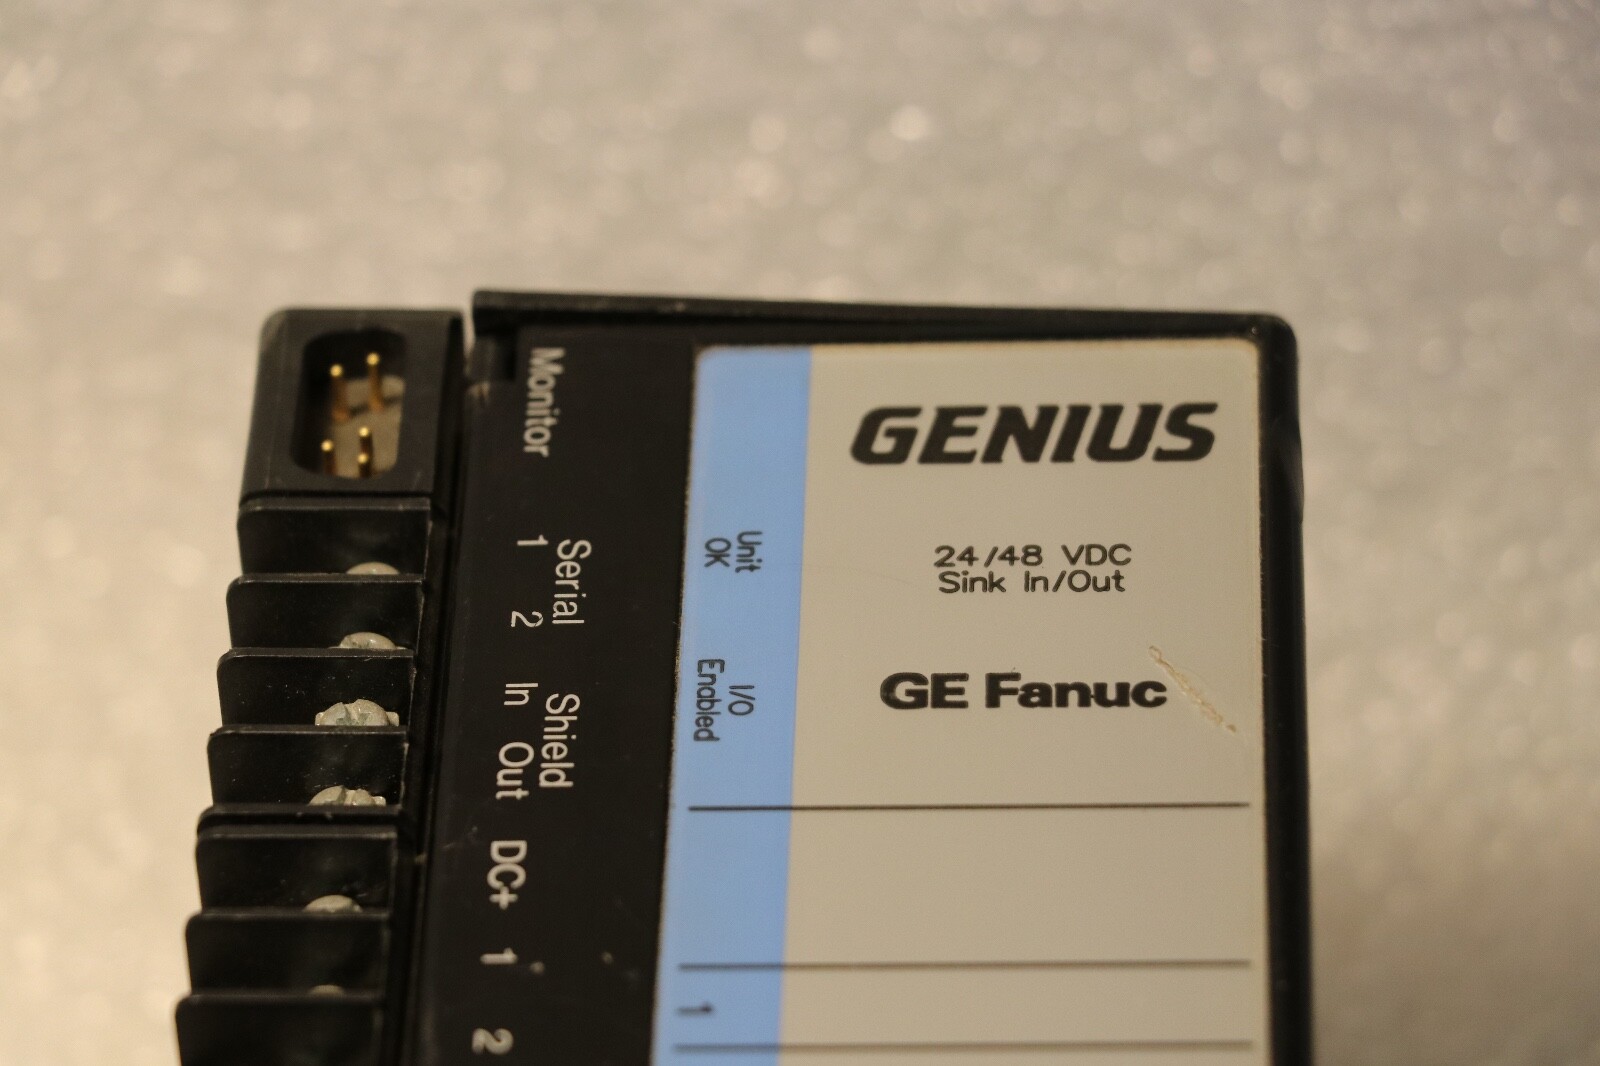 GENIUS
24/48 VDC
Sink In/Out
GE Fanuc
Unit
OK
I/O
Enabled
1
Monitor
Serial
1 2
Shield
In Out
DC+
1
2